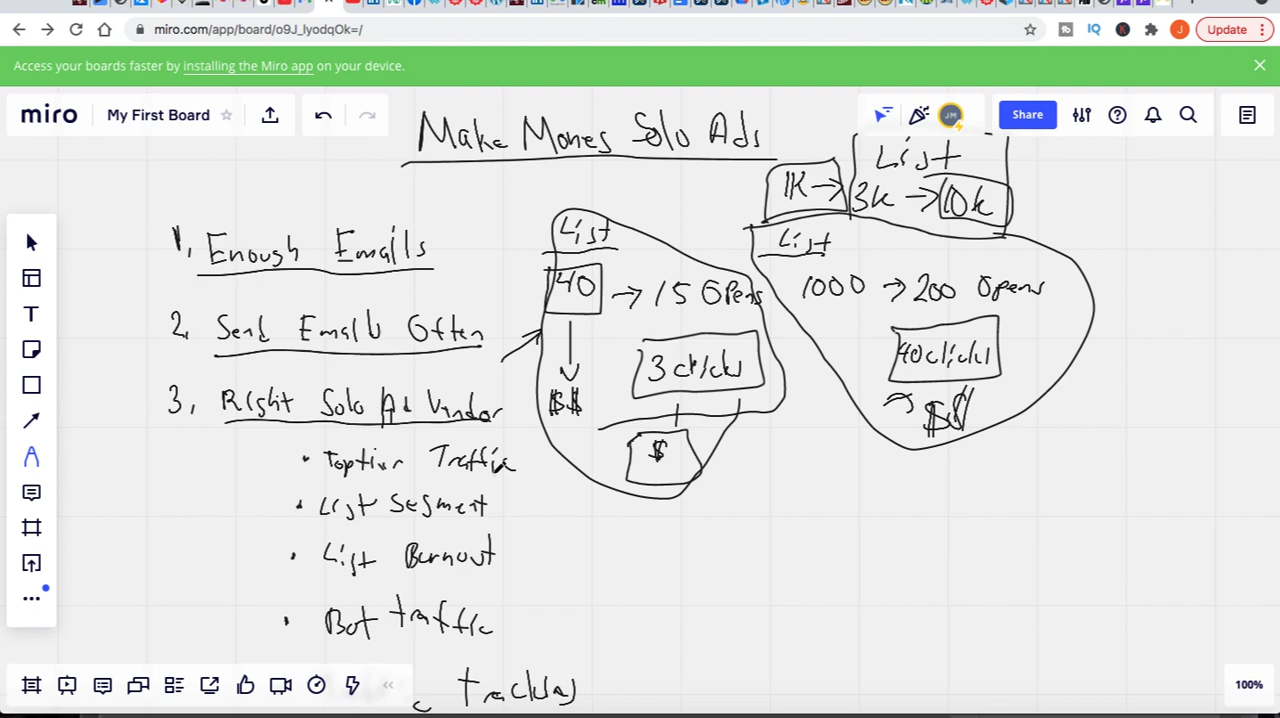 miro.com/app/board/o9J_lyodqOk=/
IQ
K
J
Update
Access your boards faster by installing the Miro app on your device.
miro
My First Board
JM
Share
Make Money Solo Ads
List
1K → 3k → 10k
1. Enough Emails
List
40 → 15 Opens
3 clicks
$$
$
List
1000 → 200 Opens
40 clicks
→ $$
2. Send Emails Often
3. Right Solo Ad Vendor
• Toptier Traffic
• List Segment
• List Burnout
• Bot traffic
tracking
T
100%